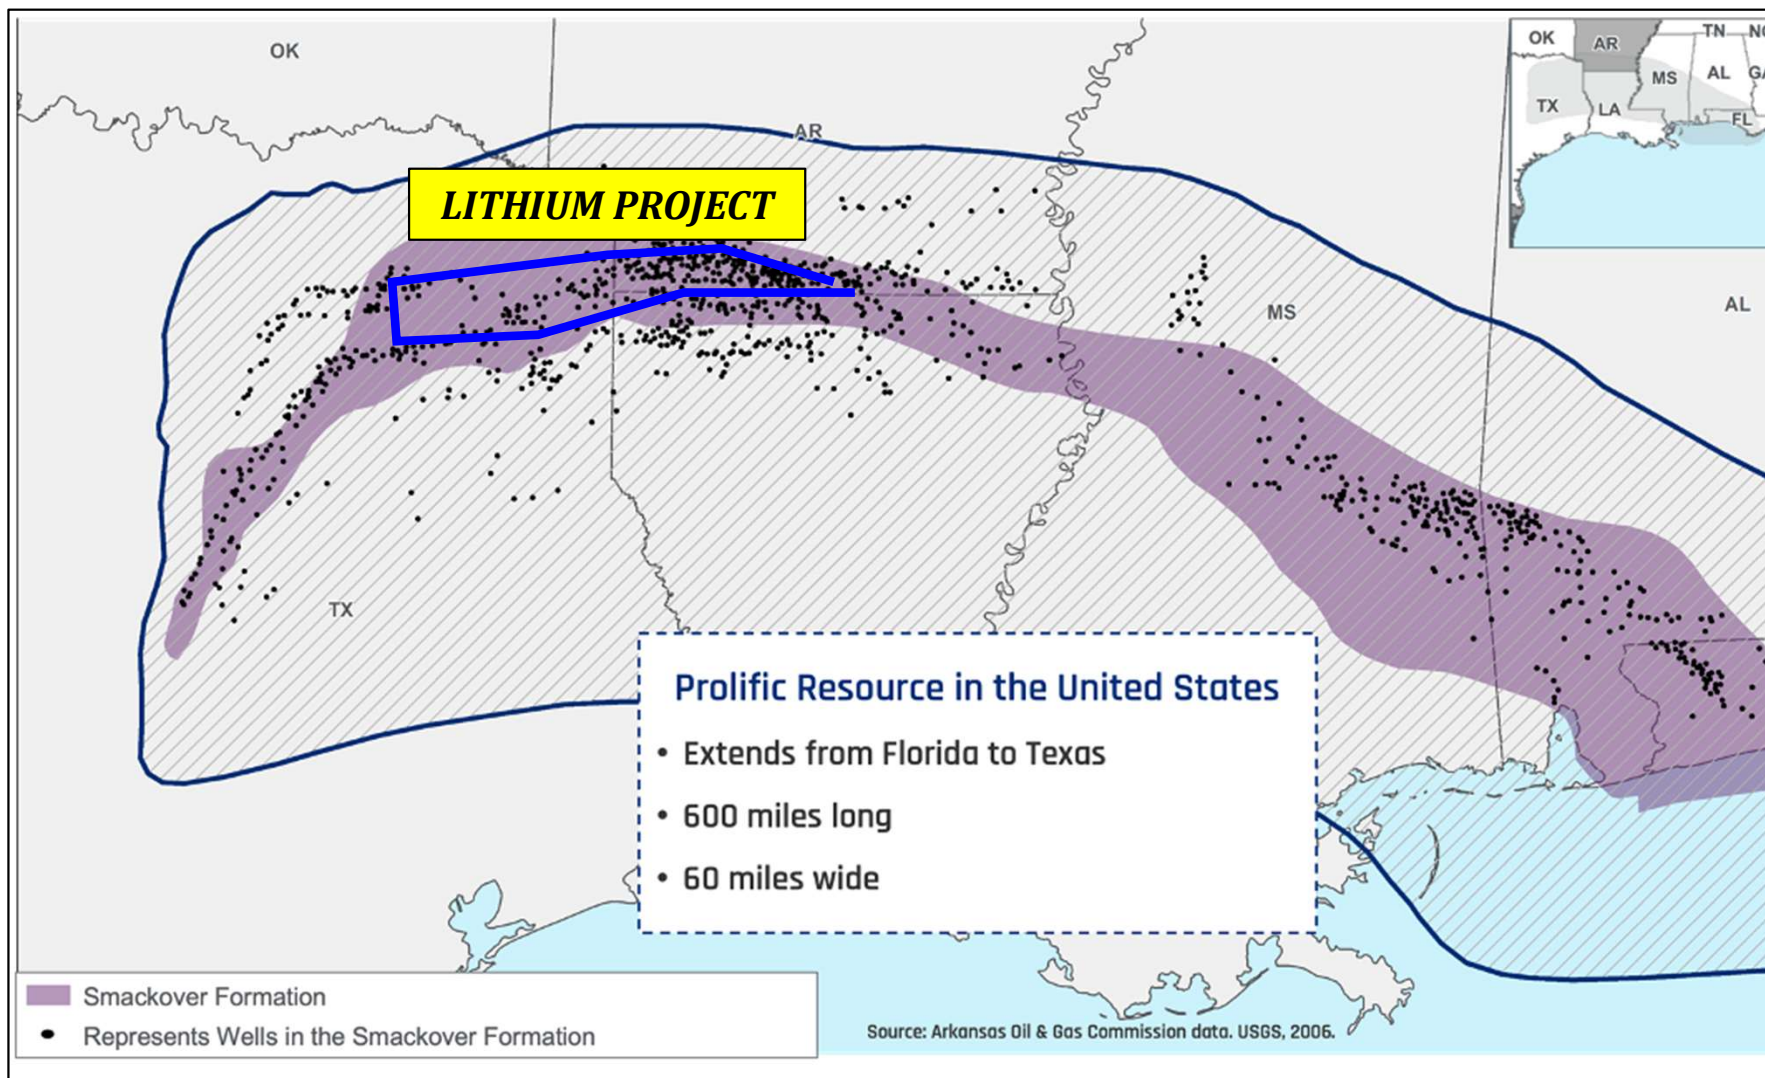 OK
AR
LITHIUM PROJECT
MS
AL
TX
OK
AR
TN
MS
AL
TX
LA
FL
Prolific Resource in the United States
• Extends from Florida to Texas
• 600 miles long
• 60 miles wide
Smackover Formation
Represents Wells in the Smackover Formation
Source: Arkansas Oil & Gas Commission data. USGS, 2006.